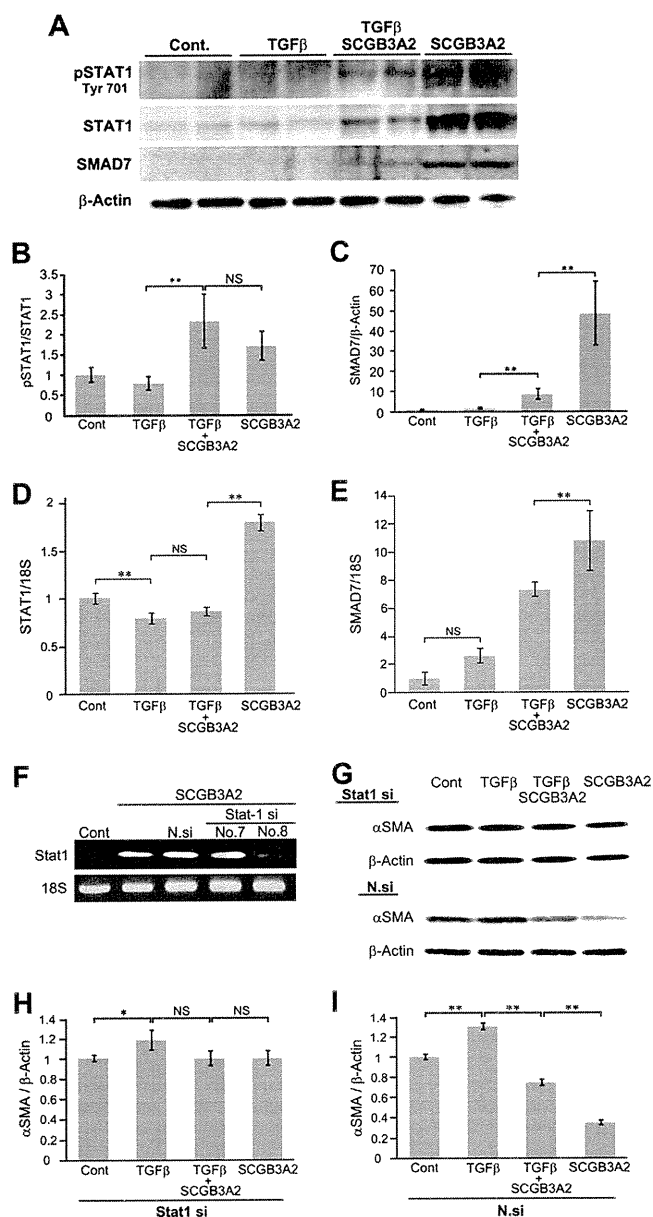 A
Cont.
TGFβ
TGFβ
SCGB3A2
SCGB3A2
pSTAT1
Tyr 701
STAT1
SMAD7
β-Actin
B
pSTAT1/STAT1
3.5
3
2.5
2
1.5
1
0.5
0
**
NS
Cont
TGFβ
TGFβ
+
SCGB3A2
SCGB3A2
C
SMAD7/β-Actin
70
60
50
40
30
20
10
0
**
**
Cont
TGFβ
TGFβ
+
SCGB3A2
SCGB3A2
D
STAT1/18S
2
1.5
1
0.5
0
**
NS
**
Cont
TGFβ
TGFβ
+
SCGB3A2
SCGB3A2
E
SMAD7/18S
14
12
10
8
6
4
2
0
NS
**
Cont
TGFβ
TGFβ
+
SCGB3A2
SCGB3A2
F
SCGB3A2
Stat-1 si
Cont
N.si
No.7
No.8
Stat1
18S
G
Cont
TGFβ
TGFβ
SCGB3A2
SCGB3A2
Stat1 si
αSMA
β-Actin
N.si
αSMA
β-Actin
H
αSMA / β-Actin
1.4
1.2
1
0.8
0.6
0.4
0.2
0
*
NS
NS
Cont
TGFβ
TGFβ
+
SCGB3A2
SCGB3A2
Stat1 si
I
αSMA / β-Actin
1.4
1.2
1
0.8
0.6
0.4
0.2
0
**
**
**
Cont
TGFβ
TGFβ
+
SCGB3A2
SCGB3A2
N.si